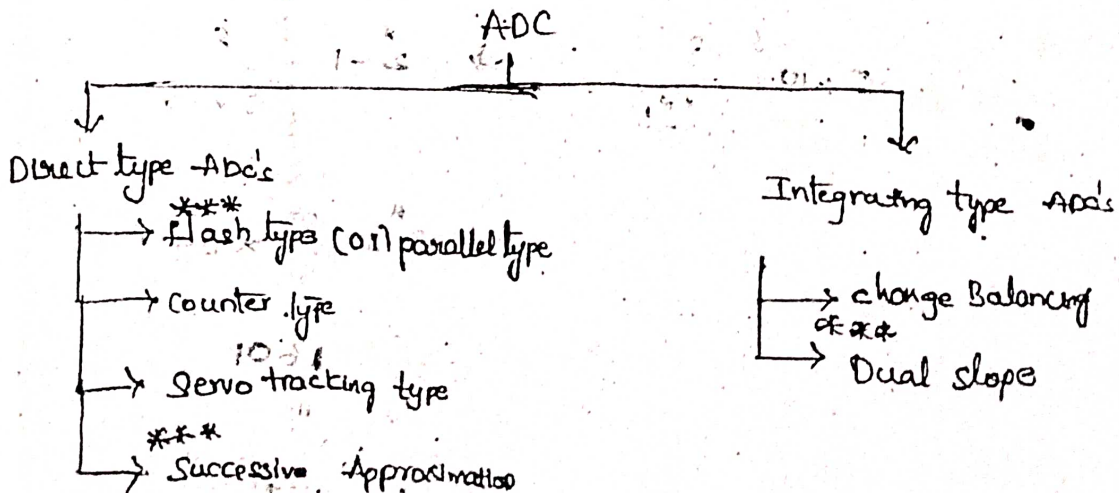 ADC
Direct type ADC's
***
Flash type (or) parallel type
counter type
Servo tracking type
***
Successive Approximation
Integrating type ADC's
change Balancing
***
Dual slope